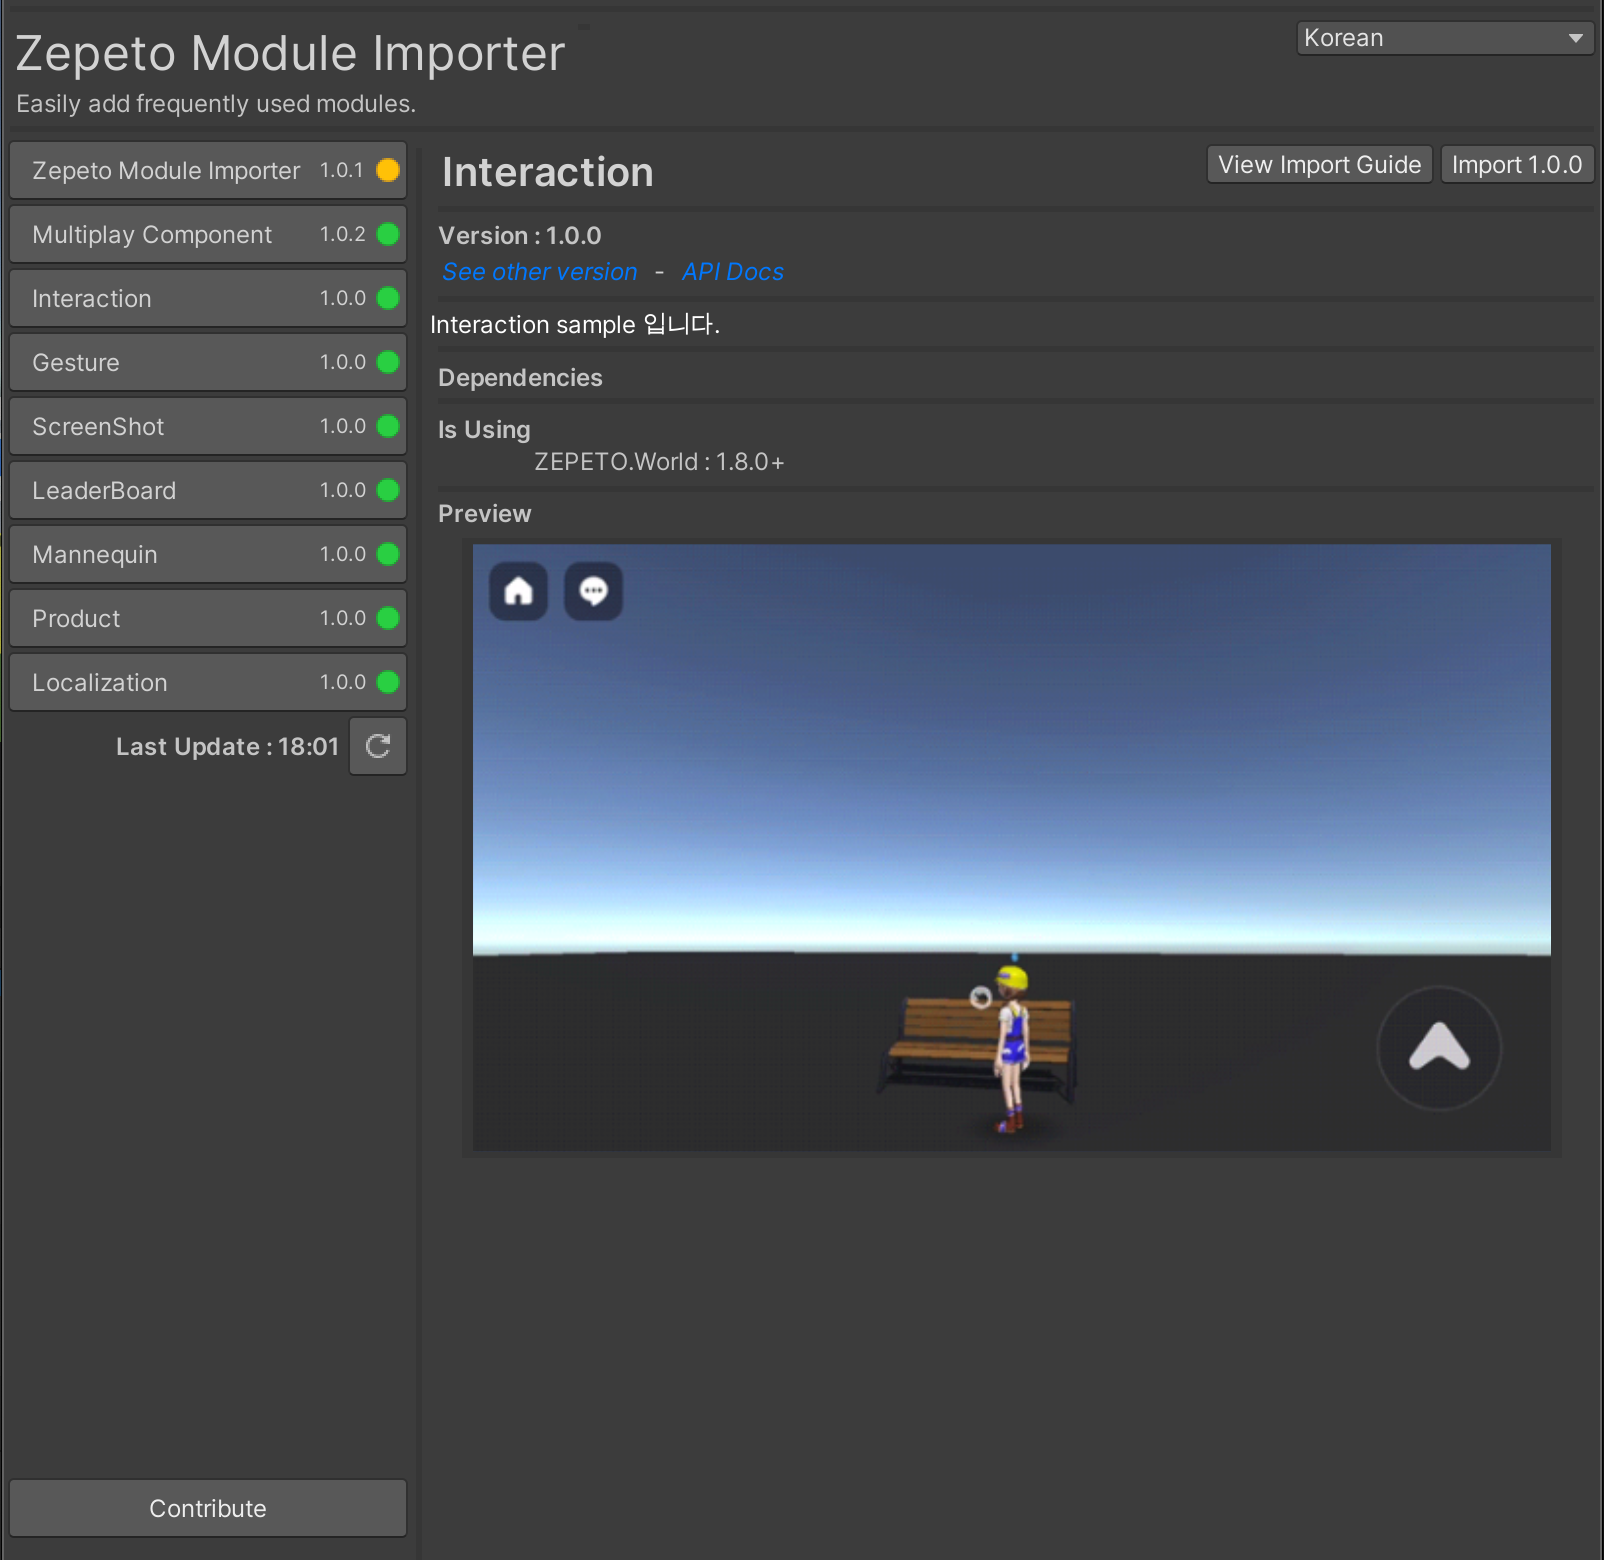 Zepeto Module Importer
Korean
Easily add frequently used modules.
Zepeto Module Importer 1.0.1
Multiplay Component 1.0.2
Interaction 1.0.0
Gesture 1.0.0
ScreenShot 1.0.0
LeaderBoard 1.0.0
Mannequin 1.0.0
Product 1.0.0
Localization 1.0.0
Last Update : 18:01
Contribute
Interaction
View Import Guide
Import 1.0.0
Version : 1.0.0
See other version - API Docs
Interaction sample 입니다.
Dependencies
Is Using
ZEPETO.World : 1.8.0+
Preview